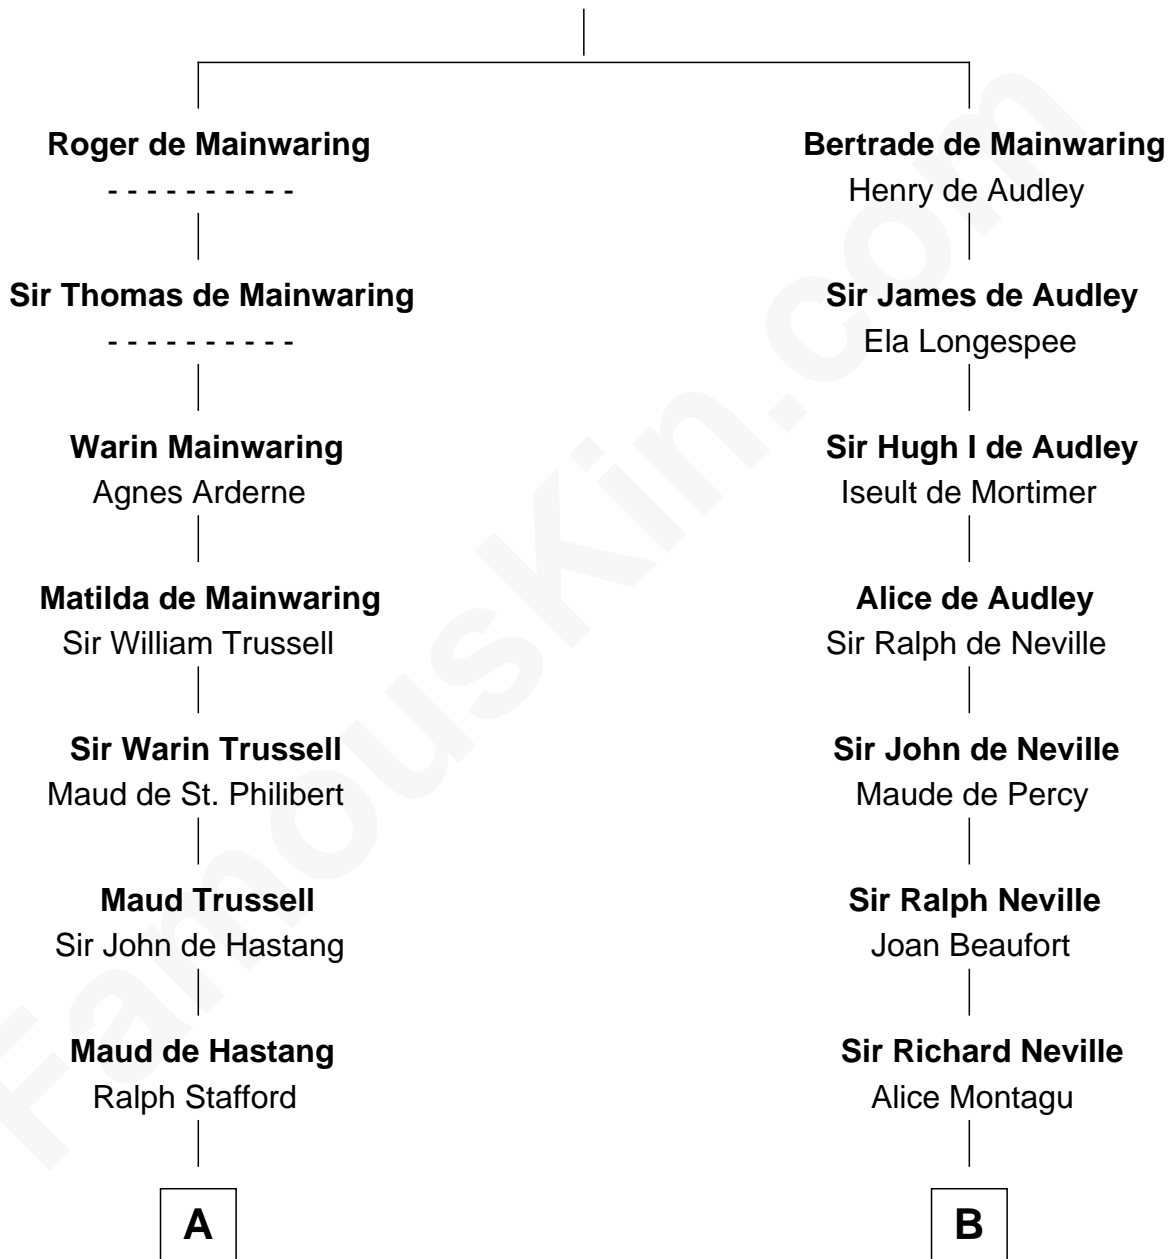 Roger de Mainwaring
- - - - - - - - - -
Sir Thomas de Mainwaring
- - - - - - - - - -
Warin Mainwaring
Agnes Arderne
Matilda de Mainwaring
Sir William Trussell
Sir Warin Trussell
Maud de St. Philibert
Maud Trussell
Sir John de Hastang
Maud de Hastang
Ralph Stafford
A
Bertrade de Mainwaring
Henry de Audley
Sir James de Audley
Ela Longespee
Sir Hugh I de Audley
Iseult de Mortimer
Alice de Audley
Sir Ralph de Neville
Sir John de Neville
Maude de Percy
Sir Ralph Neville
Joan Beaufort
Sir Richard Neville
Alice Montagu
B
FamousKin.com